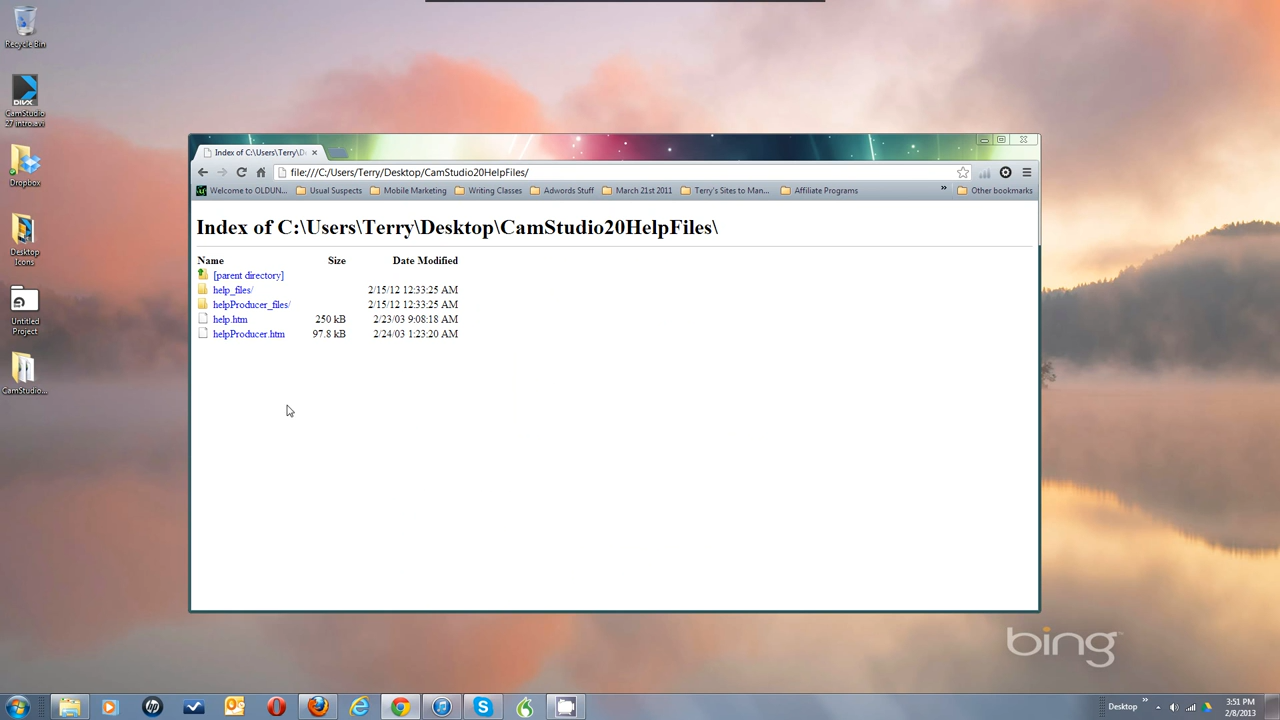 Recycle Bin
DIVX
CamStudio
27 intro.avi
Dropbox
Desktop
Icons
Untitled
Project
CamStudio...
Index of C:\Users\Terry\D
file:///C:/Users/Terry/Desktop/CamStudio20HelpFiles/
Welcome to OLDUN... Usual Suspects Mobile Marketing Writing Classes Adwords Stuff March 21st 2011 Terry's Sites to Man... Affiliate Programs » Other bookmarks
Index of C:\Users\Terry\Desktop\CamStudio20HelpFiles\
Name Size Date Modified
[parent directory]
help_files/ 2/15/12 12:33:25 AM
helpProducer_files/ 2/15/12 12:33:25 AM
help.htm 250 kB 2/23/03 9:08:18 AM
helpProducer.htm 97.8 kB 2/24/03 1:23:20 AM
bing
Desktop » 3:51 PM
2/8/2013